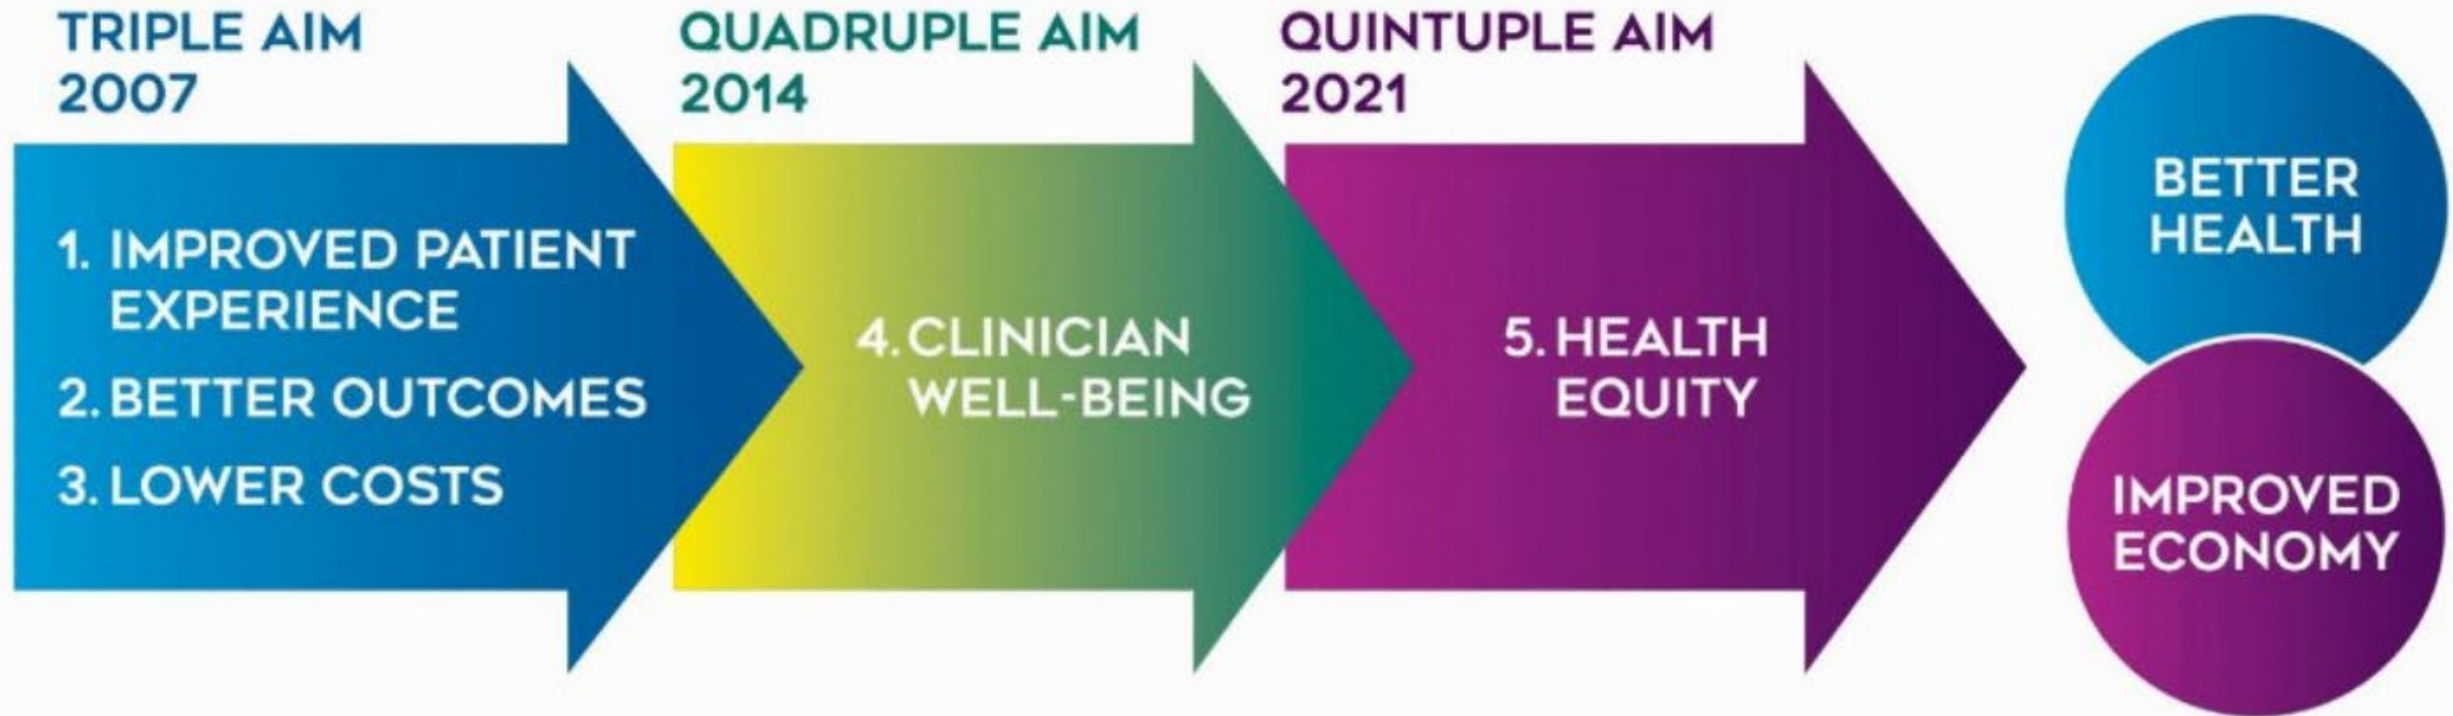 TRIPLE AIM
2007
1. IMPROVED PATIENT
EXPERIENCE
2. BETTER OUTCOMES
3. LOWER COSTS
QUADRUPLE AIM
2014
4. CLINICIAN
WELL-BEING
QUINTUPLE AIM
2021
5. HEALTH
EQUITY
BETTER
HEALTH
IMPROVED
ECONOMY